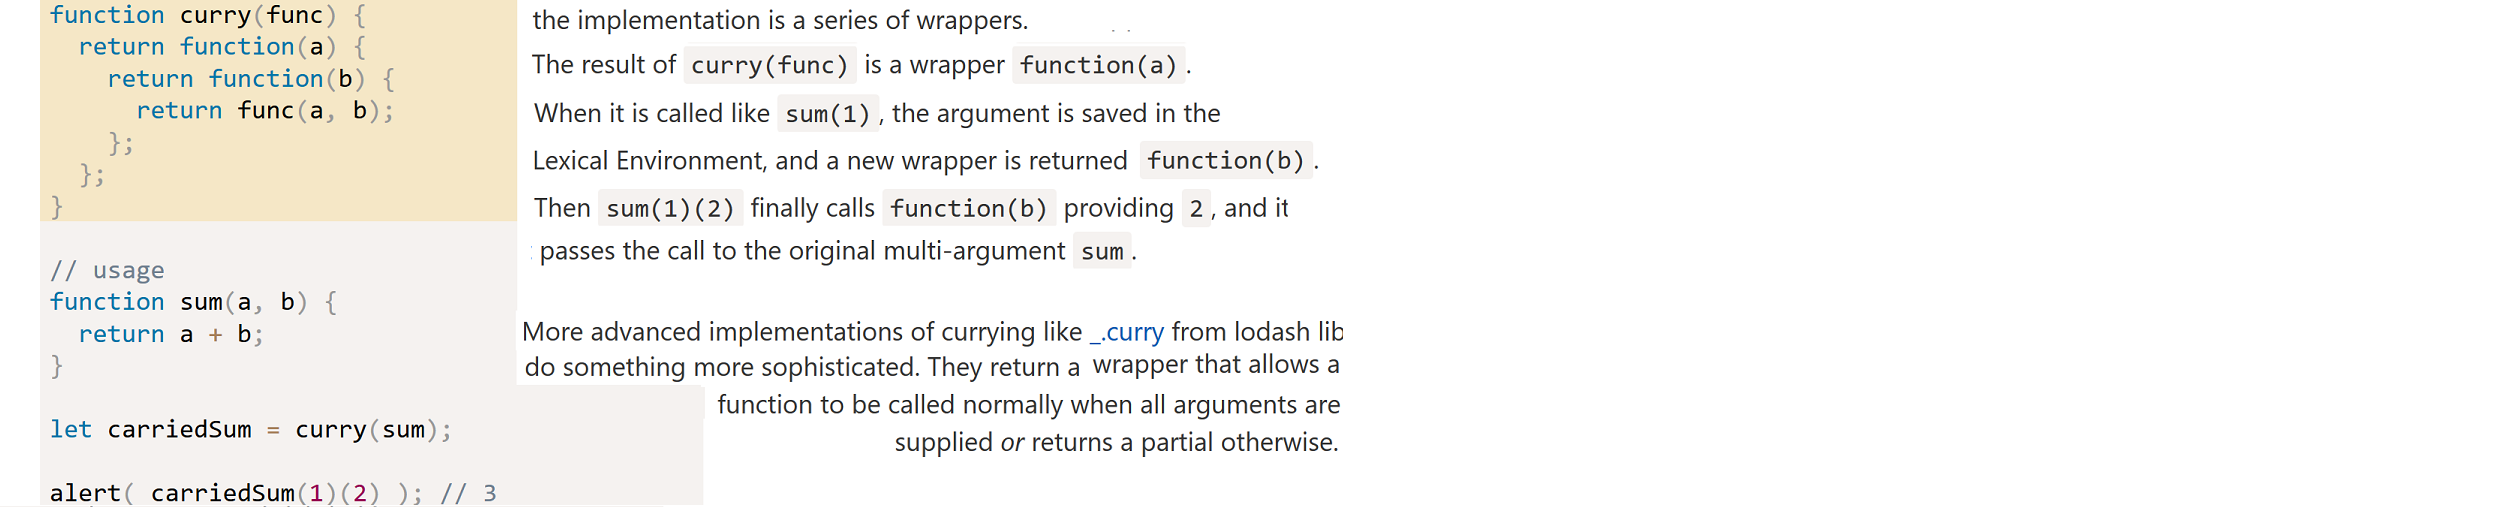 function curry(func) {
  return function(a) {
    return function(b) {
      return func(a, b);
    };
  };
}

// usage
function sum(a, b) {
  return a + b;
}

let carriedSum = curry(sum);

alert( carriedSum(1)(2) ); // 3
the implementation is a series of wrappers.
The result of curry(func) is a wrapper function(a).
When it is called like sum(1), the argument is saved in the
Lexical Environment, and a new wrapper is returned function(b).
Then sum(1)(2) finally calls function(b) providing 2, and it
passes the call to the original multi-argument sum.
More advanced implementations of currying like _.curry from lodash lib
do something more sophisticated. They return a wrapper that allows a
function to be called normally when all arguments are
supplied or returns a partial otherwise.